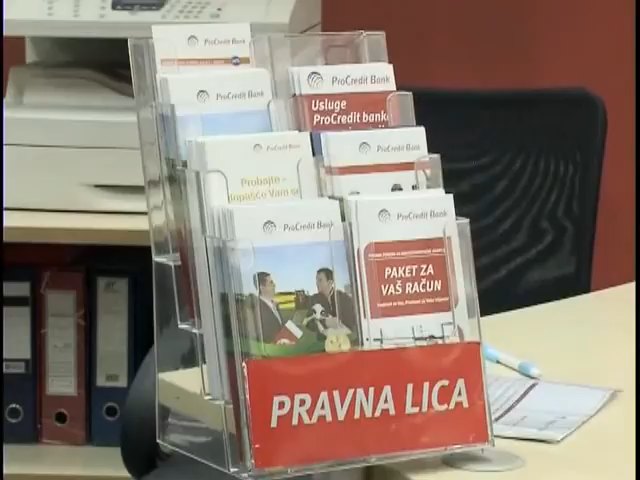 ProCredit Bank
ProCredit Bank
ProCredit Bank
Usluge
ProCredit bank
ProCredit Bank
Probajte -
ProCredit Bank
ProCredit Bank
ProCredit Bank
PAKET ZA
VAŠ RAČUN
PRAVNA LICA